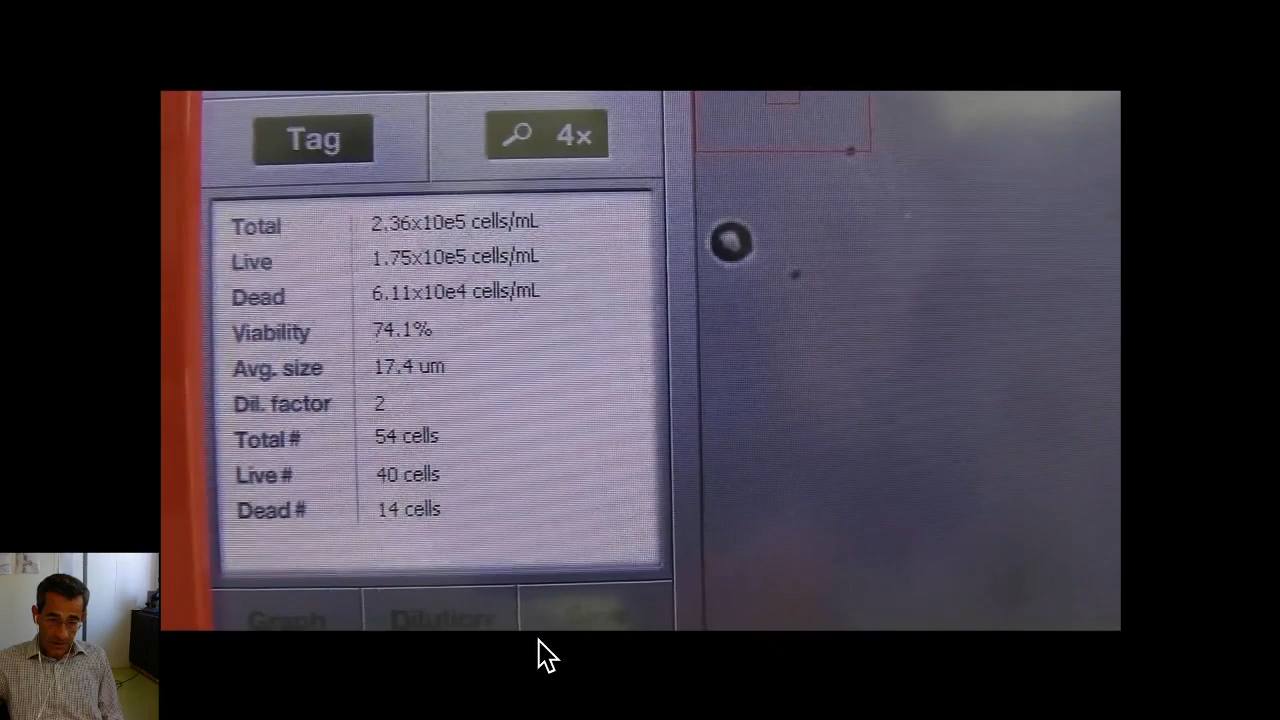 Tag 4x
Total 2.36x10e5 cells/mL
Live 1.75x10e5 cells/mL
Dead 6.11x10e4 cells/mL
Viability 74.1%
Avg. size 17.4 um
Dil. factor 2
Total # 54 cells
Live # 40 cells
Dead # 14 cells
Graph Dilution